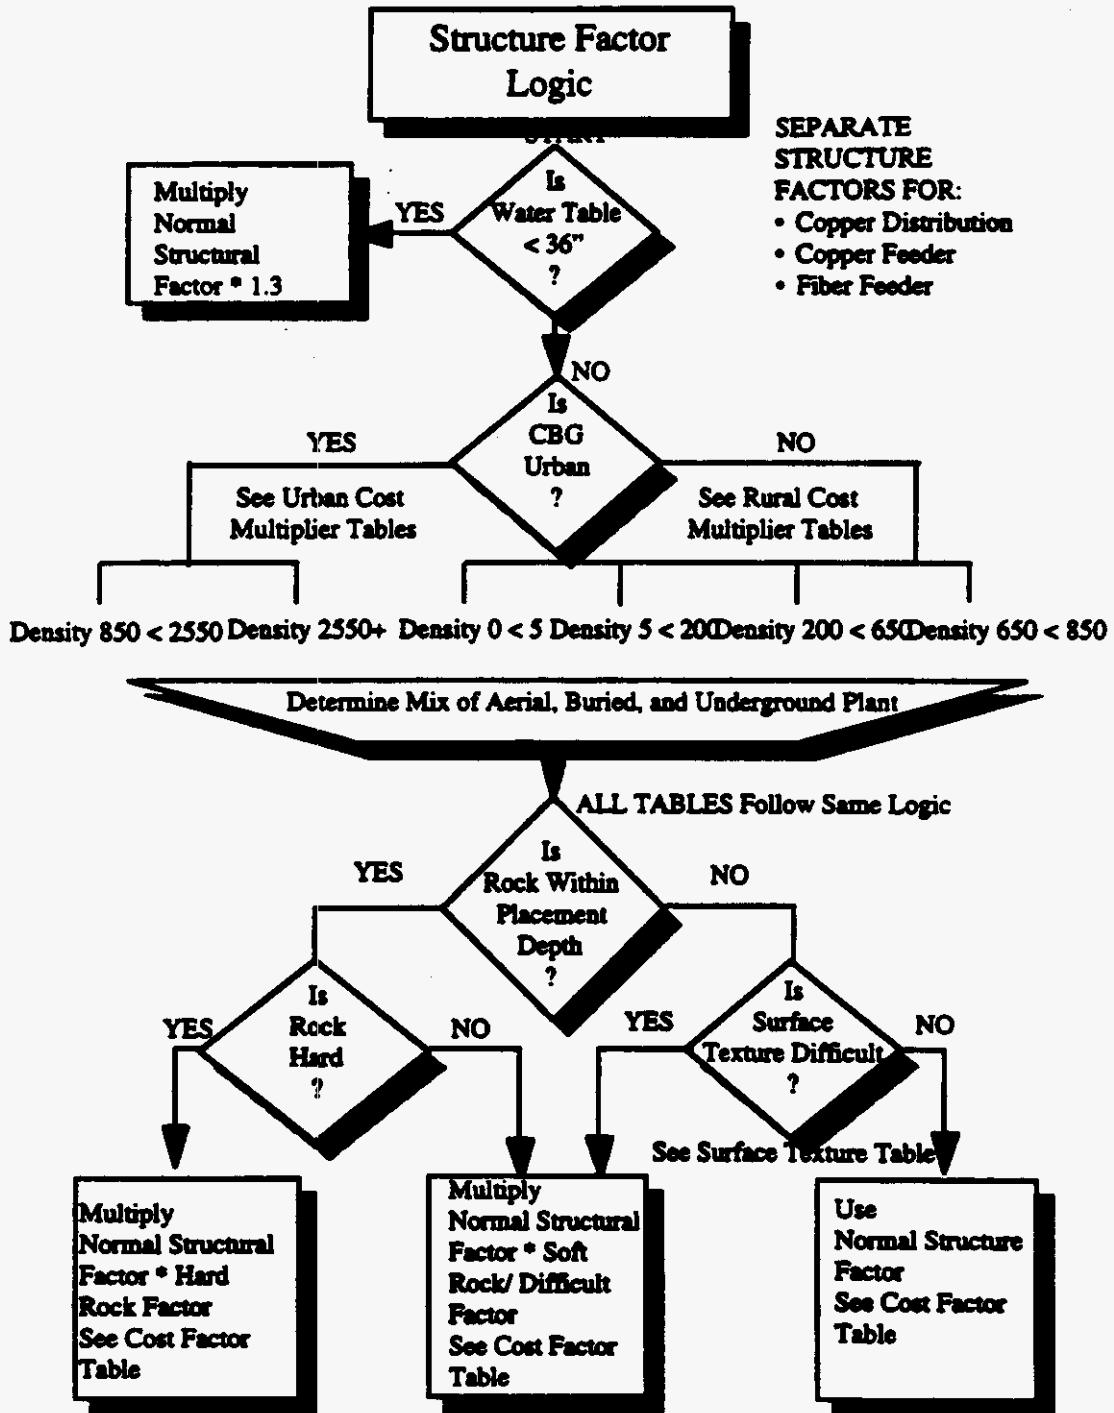 Structure Factor
Logic
START
SEPARATE
STRUCTURE
FACTORS FOR:
• Copper Distribution
• Copper Feeder
• Fiber Feeder
Multiply
Normal
Structural
Factor * 1.3
YES
Is
Water Table
< 36"
?
NO
Is
CBG
Urban
?
YES
NO
See Urban Cost
Multiplier Tables
See Rural Cost
Multiplier Tables
Density 850 < 2550
Density 2550+
Density 0 < 5
Density 5 < 200
Density 200 < 650
Density 650 < 850
Determine Mix of Aerial, Buried, and Underground Plant
ALL TABLES Follow Same Logic
Is
Rock Within
Placement
Depth
?
YES
NO
Is
Rock
Hard
?
YES
NO
Is
Surface
Texture Difficult
?
YES
NO
See Surface Texture Table
Multiply
Normal Structural
Factor * Hard
Rock Factor
See Cost Factor
Table
Multiply
Normal Structural
Factor * Soft
Rock/ Difficult
Factor
See Cost Factor
Table
Use
Normal Structure
Factor
See Cost Factor
Table